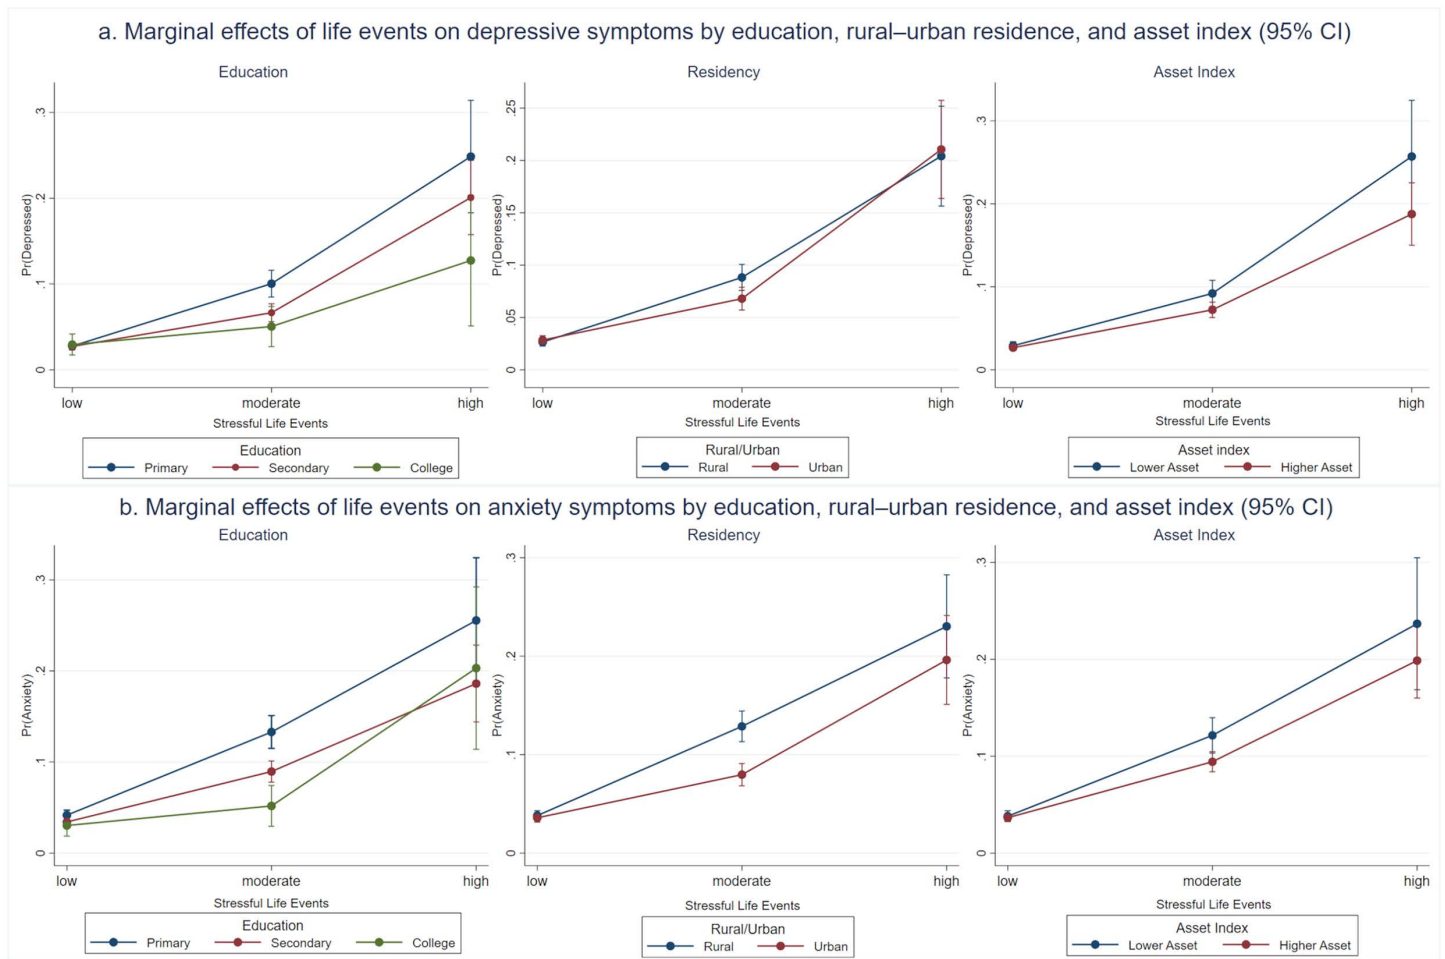 a. Marginal effects of life events on depressive symptoms by education, rural–urban residence, and asset index (95% CI)
Education
Pr(Depressed)
.3
.2
.1
0
low moderate high
Stressful Life Events
Education
Primary Secondary College
Residency
Pr(Depressed)
.25
.2
.15
.1
.05
0
low moderate high
Stressful Life Events
Rural/Urban
Rural Urban
Asset Index
Pr(Depressed)
.3
.2
.1
0
low moderate high
Stressful Life Events
Asset index
Lower Asset Higher Asset
b. Marginal effects of life events on anxiety symptoms by education, rural–urban residence, and asset index (95% CI)
Education
Pr(Anxiety)
.3
.2
.1
0
low moderate high
Stressful Life Events
Education
Primary Secondary College
Residency
Pr(Anxiety)
.3
.2
.1
0
low moderate high
Stressful Life Events
Rural/Urban
Rural Urban
Asset Index
Pr(Anxiety)
.3
.2
.1
0
low moderate high
Stressful Life Events
Asset Index
Lower Asset Higher Asset